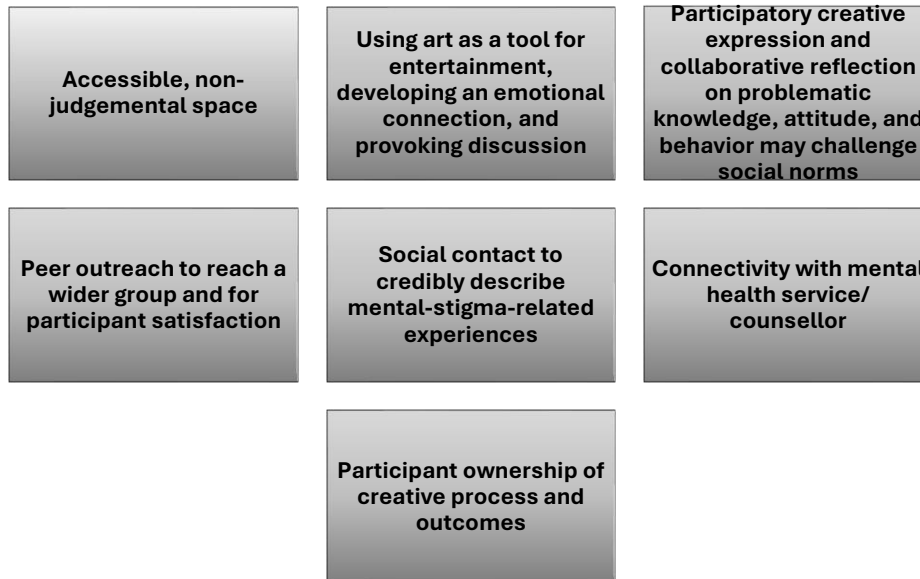 Accessible, non-
judgemental space
Using art as a tool for
entertainment,
developing an emotional
connection, and
provoking discussion
Participatory creative
expression and
collaborative reflection
on problematic
knowledge, attitude, and
behavior may challenge
social norms
Peer outreach to reach a
wider group and for
participant satisfaction
Social contact to
credibly describe
mental-stigma-related
experiences
Connectivity with mental
health service/
counsellor
Participant ownership of
creative process and
outcomes